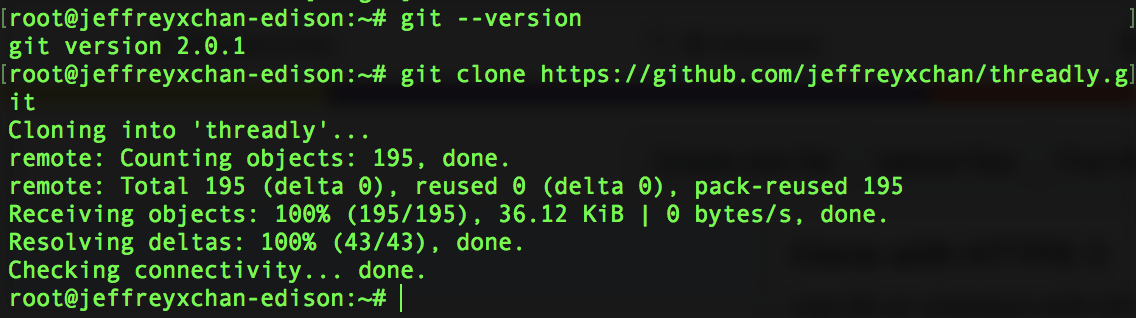 [root@jeffreyxchan-edison:~# git --version ]
git version 2.0.1
[root@jeffreyxchan-edison:~# git clone https://github.com/jeffreyxchan/threadly.g]
it
Cloning into 'threadly'...
remote: Counting objects: 195, done.
remote: Total 195 (delta 0), reused 0 (delta 0), pack-reused 195
Receiving objects: 100% (195/195), 36.12 KiB | 0 bytes/s, done.
Resolving deltas: 100% (43/43), done.
Checking connectivity... done.
root@jeffreyxchan-edison:~#